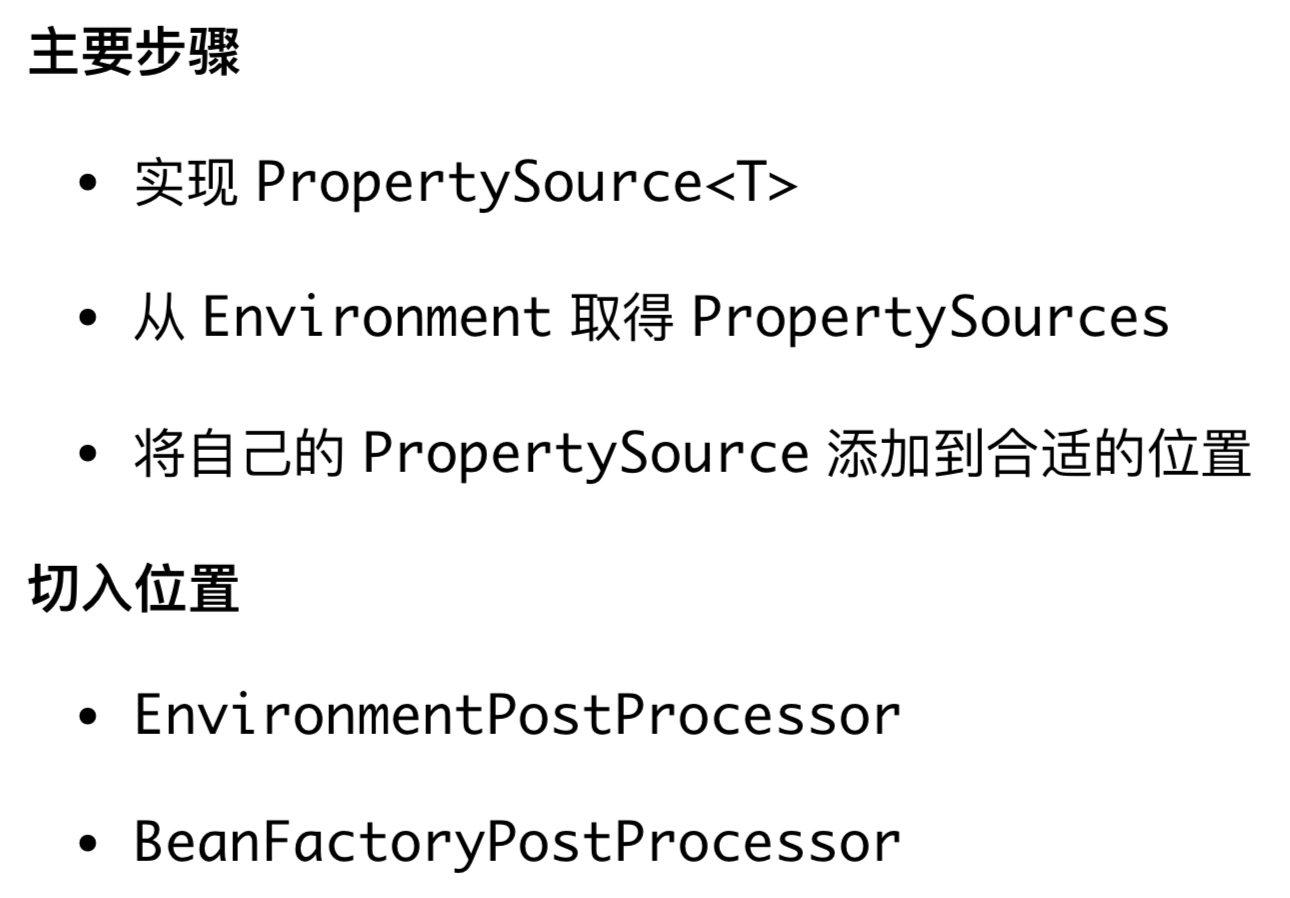 主要步骤
• 实现 PropertySource<T>
• 从 Environment 取得 PropertySources
• 将自己的 PropertySource 添加到合适的位置
切入位置
• EnvironmentPostProcessor
• BeanFactoryPostProcessor